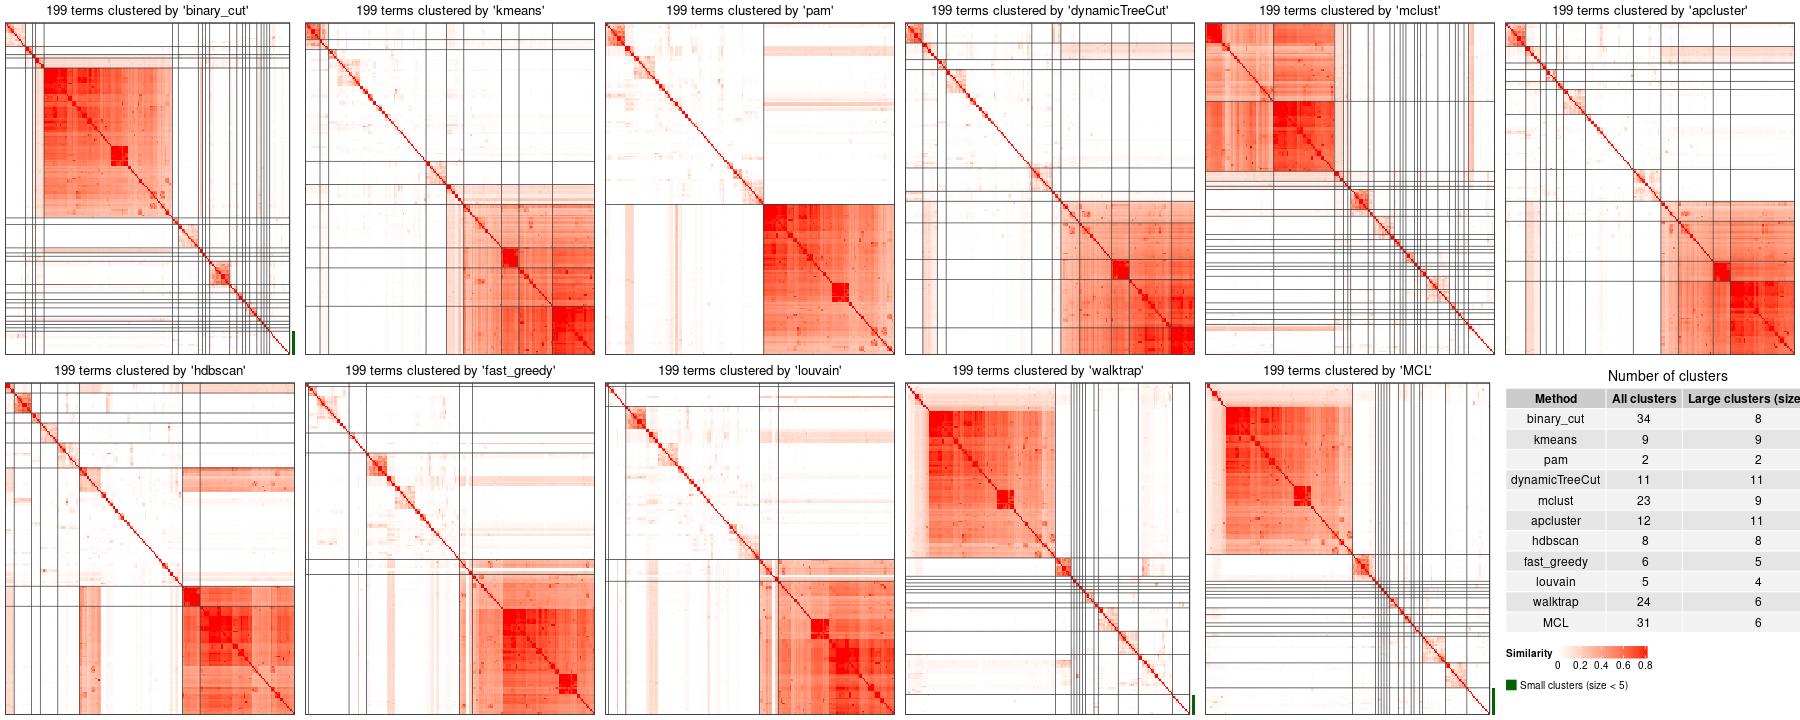 199 terms clustered by 'binary_cut'
199 terms clustered by 'kmeans'
199 terms clustered by 'pam'
199 terms clustered by 'dynamicTreeCut'
199 terms clustered by 'mclust'
199 terms clustered by 'apcluster'
199 terms clustered by 'hdbscan'
199 terms clustered by 'fast_greedy'
199 terms clustered by 'louvain'
199 terms clustered by 'walktrap'
199 terms clustered by 'MCL'
Number of clusters
Method All clusters Large clusters (size
binary_cut 34 8
kmeans 9 9
pam 2 2
dynamicTreeCut 11 11
mclust 23 9
apcluster 12 11
hdbscan 8 8
fast_greedy 6 5
louvain 5 4
walktrap 24 6
MCL 31 6
Similarity
0 0.2 0.4 0.6 0.8
Small clusters (size < 5)